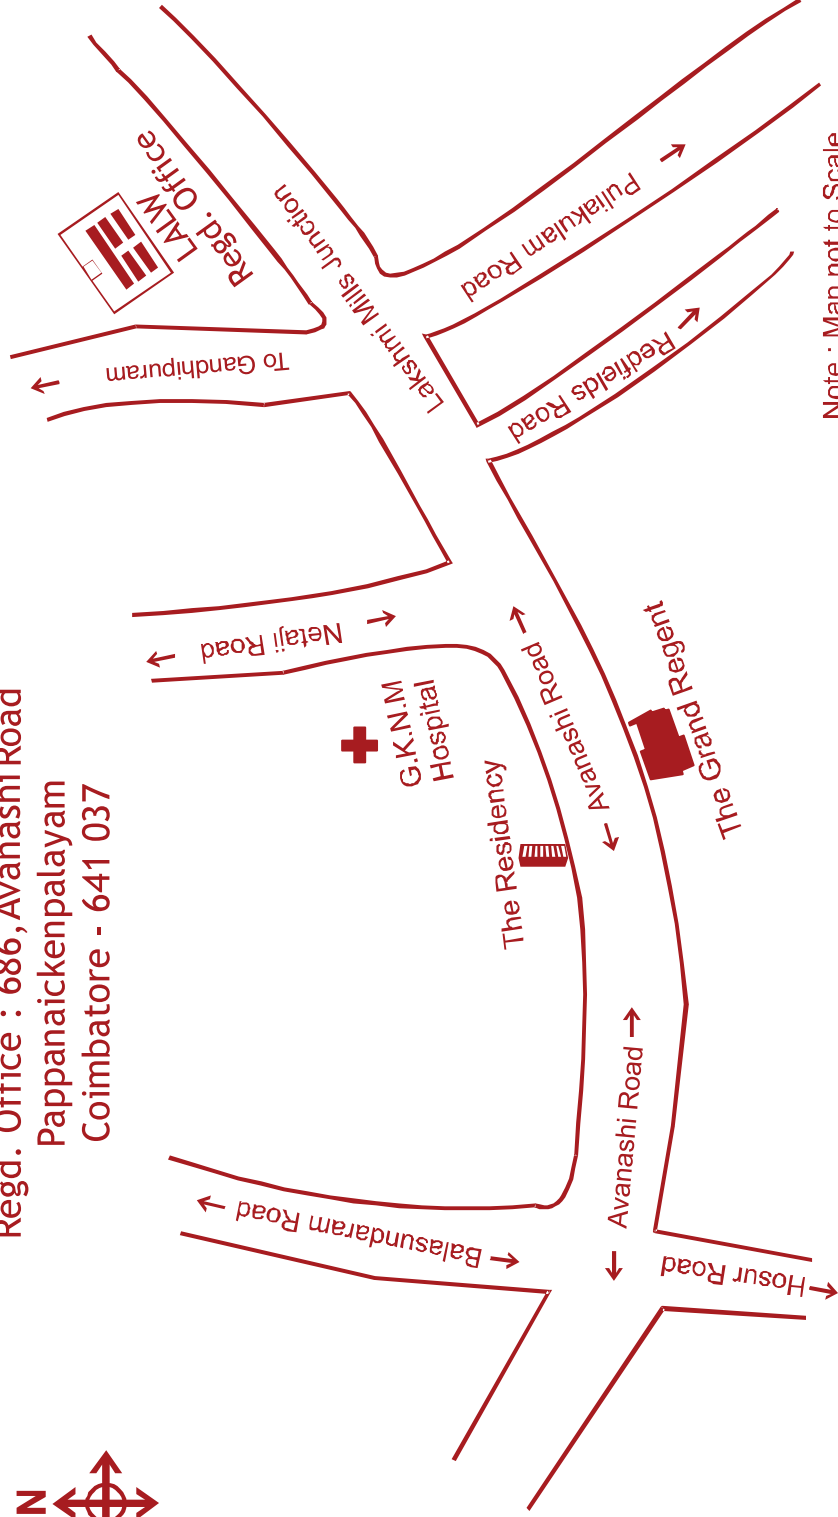 Regd. Office : 686, Avanashi Road
Pappanaickenpalayam
Coimbatore - 641 037
N
LALW
Regd. Office
To Gandhipuram
Lakshmi Mills Junction
Puliakulam Road
Redfields Road
Netaji Road
G.K.N.M
Hospital
Avanashi Road
The Residency
The Grand Regent
Avanashi Road
Balasundaram Road
Hosur Road
Note : Map not to Scale